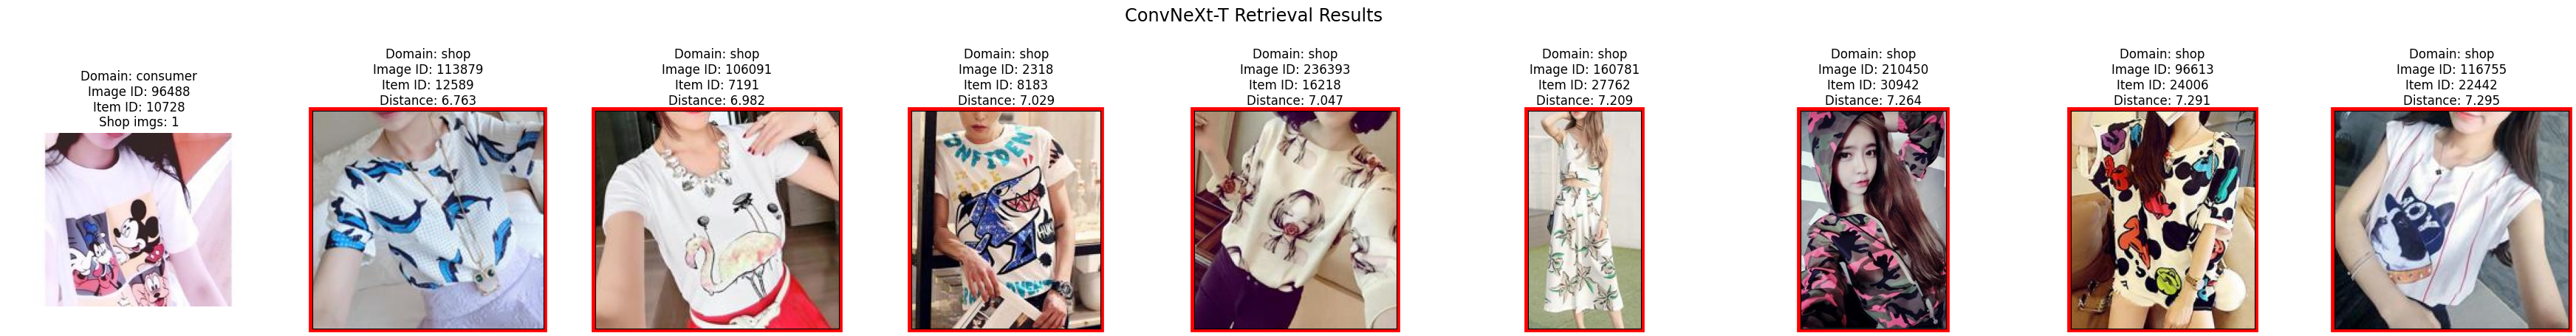 ConvNeXt-T Retrieval Results
Domain: consumer
Image ID: 96488
Item ID: 10728
Shop imgs: 1
Domain: shop
Image ID: 113879
Item ID: 12589
Distance: 6.763
Domain: shop
Image ID: 106091
Item ID: 7191
Distance: 6.982
Domain: shop
Image ID: 2318
Item ID: 8183
Distance: 7.029
Domain: shop
Image ID: 236393
Item ID: 16218
Distance: 7.047
Domain: shop
Image ID: 160781
Item ID: 27762
Distance: 7.209
Domain: shop
Image ID: 210450
Item ID: 30942
Distance: 7.264
Domain: shop
Image ID: 96613
Item ID: 24006
Distance: 7.291
Domain: shop
Image ID: 116755
Item ID: 22442
Distance: 7.295